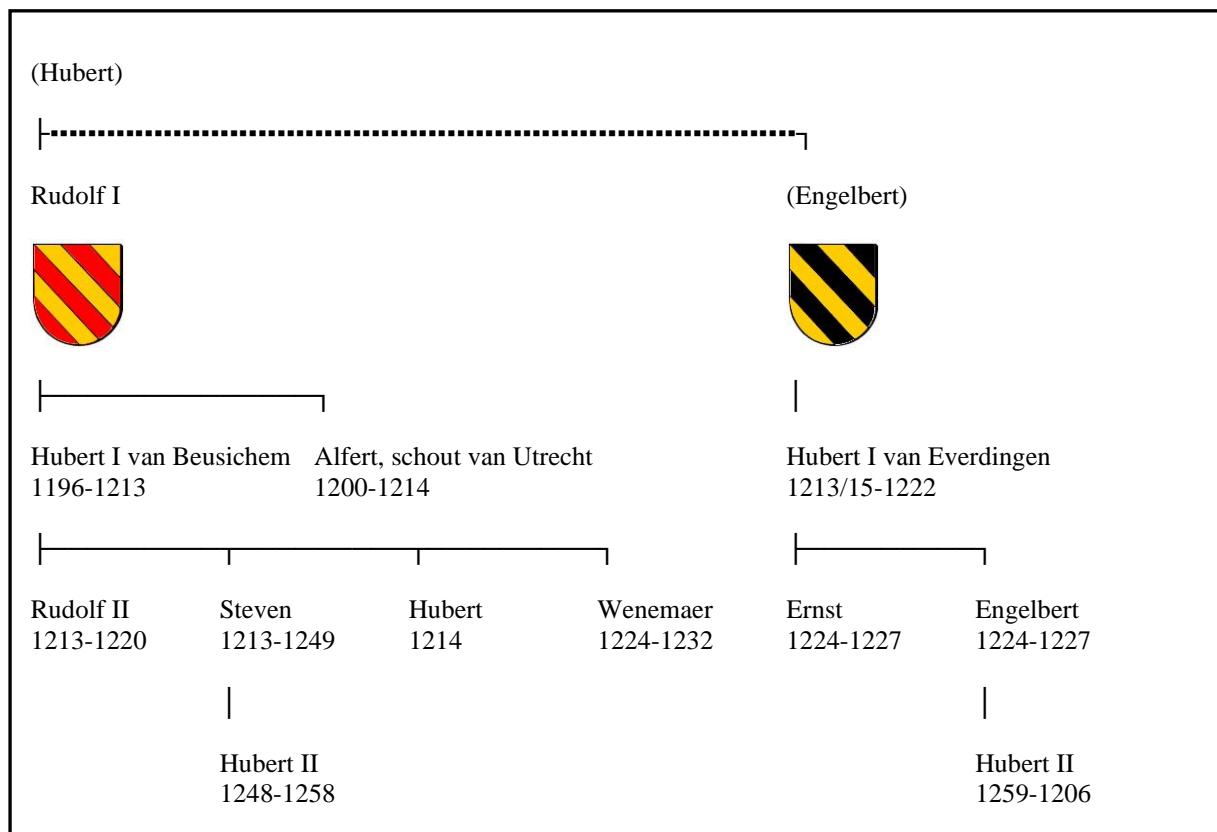 (Hubert)
Rudolf I (Engelbert)
Hubert I van Beusichem Alfert, schout van Utrecht Hubert I van Everdingen
1196-1213 1200-1214 1213/15-1222
Rudolf II Steven Hubert Wenemaer Ernst Engelbert
1213-1220 1213-1249 1214 1224-1232 1224-1227 1224-1227
Hubert II Hubert II
1248-1258 1259-1206